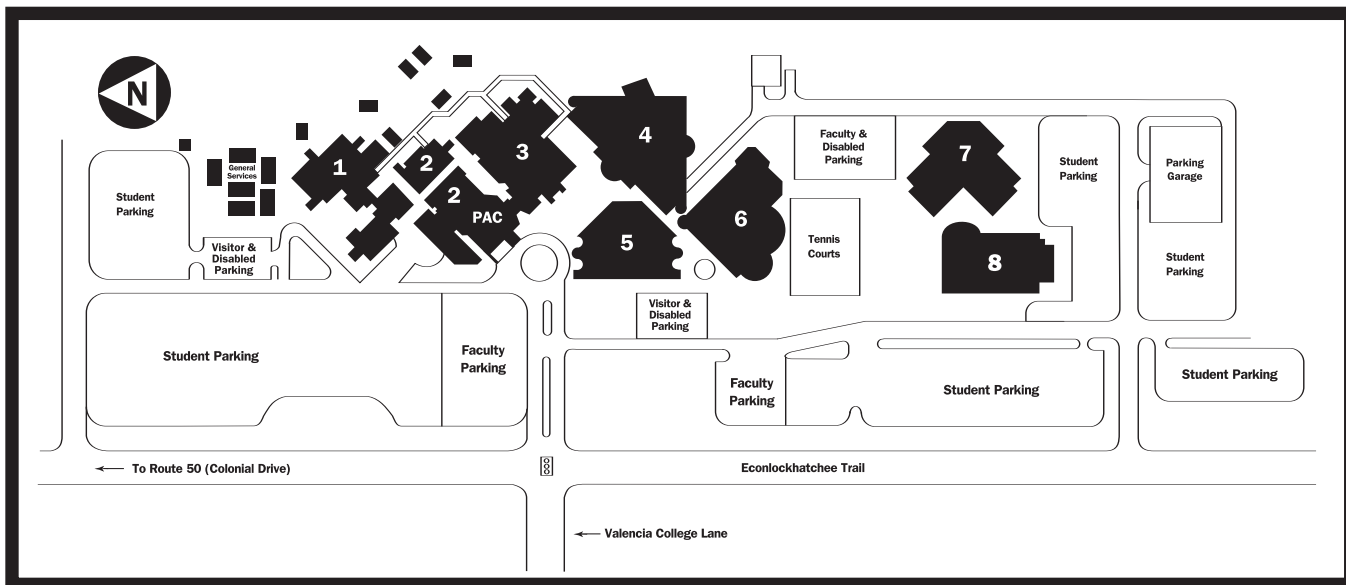 N
1
2
2
PAC
3
4
5
6
7
8
General
Services
Student
Parking
Visitor &
Disabled
Parking
Faculty &
Disabled
Parking
Student
Parking
Parking
Garage
Student
Parking
Tennis
Courts
Visitor &
Disabled
Parking
Student Parking
Faculty
Parking
Faculty
Parking
Student Parking
Student Parking
To Route 50 (Colonial Drive)
Econlockhatchee Trail
Valencia College Lane